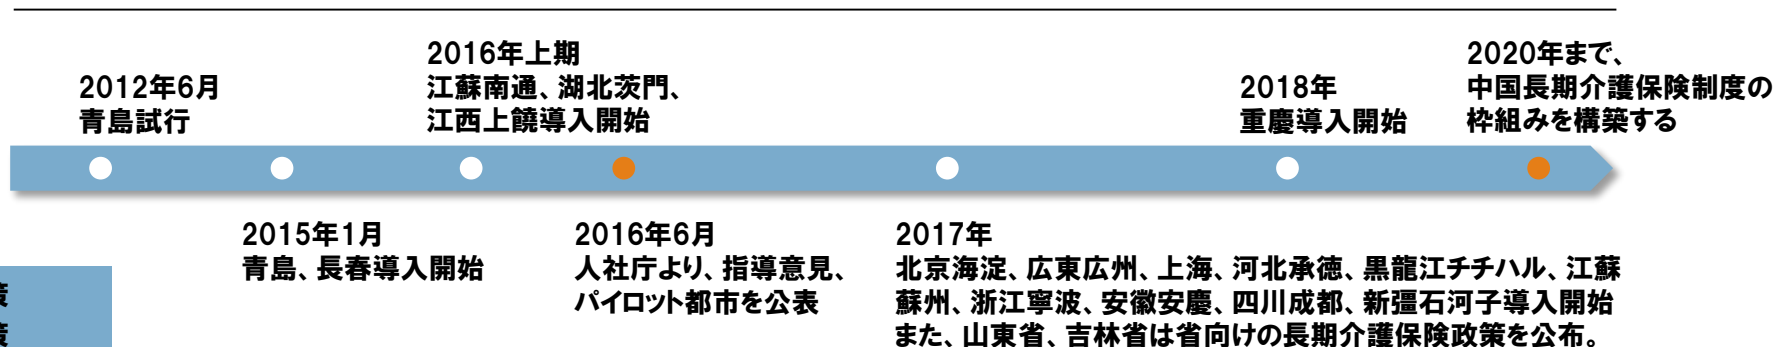 2012年6月
青島試行
2016年上期
江蘇南通、湖北茨門、
江西上饒導入開始
2018年
重慶導入開始
2020年まで、
中国長期介護保険制度の
枠組みを構築する
2015年1月
青島、長春導入開始
2016年6月
人社庁より、指導意見、
パイロット都市を公表
2017年
北京海淀、広東広州、上海、河北承徳、黒龍江チチハル、江蘇
蘇州、浙江寧波、安徽安慶、四川成都、新疆石河子導入開始
また、山東省、吉林省は省向けの長期介護保険政策を公布。
策
策